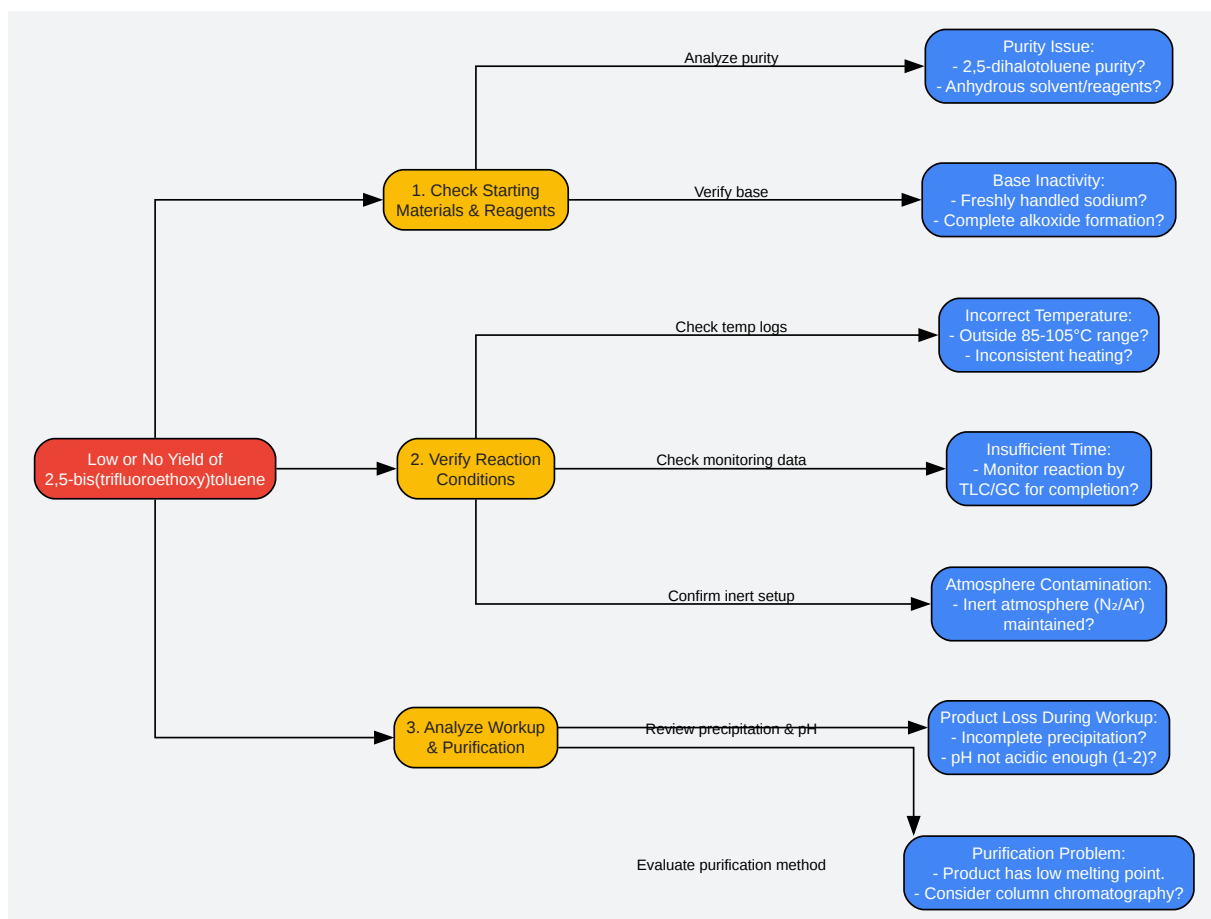 Analyze purity
Purity Issue:
- 2,5-dihalotoluene purity?
- Anhydrous solvent/reagents?
1. Check Starting
Materials & Reagents
Verify base
Base Inactivity:
- Freshly handled sodium?
- Complete alkoxide formation?
Check temp logs
Incorrect Temperature:
- Outside 85-105°C range?
- Inconsistent heating?
Low or No Yield of
2,5-bis(trifluoroethoxy)toluene
2. Verify Reaction
Conditions
Check monitoring data
Insufficient Time:
- Monitor reaction by
TLC/GC for completion?
Confirm inert setup
Atmosphere Contamination:
- Inert atmosphere (N₂/Ar)
maintained?
3. Analyze Workup
& Purification
Review precipitation & pH
Product Loss During Workup:
- Incomplete precipitation?
- pH not acidic enough (1-2)?
Evaluate purification method
Purification Problem:
- Product has low melting point.
- Consider column chromatography?